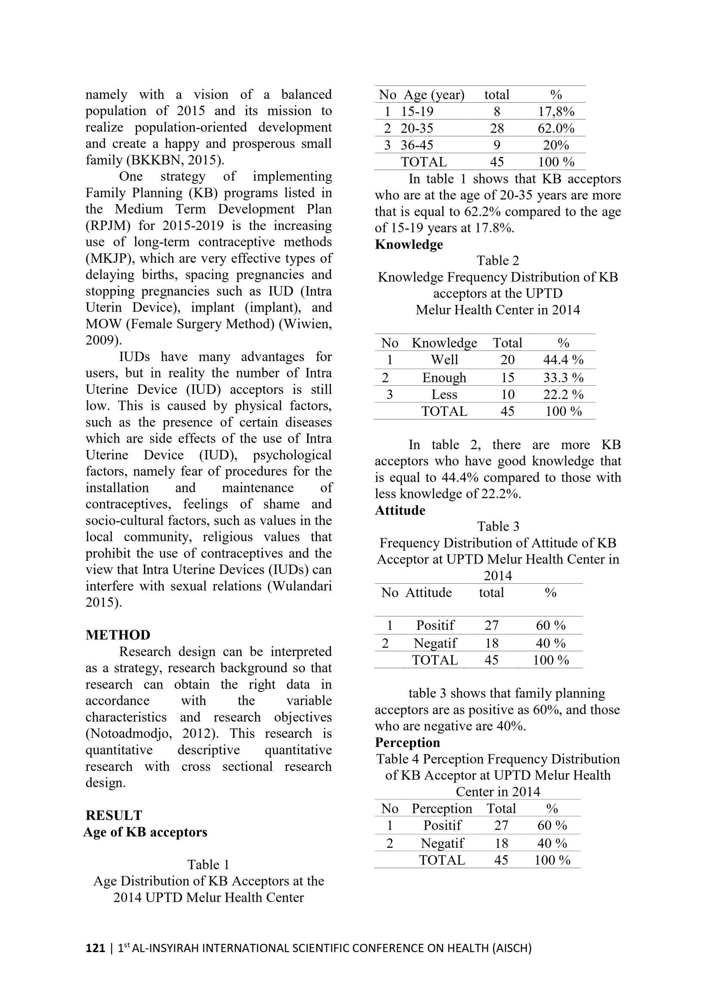 namely with a vision of a balanced
population of 2015 and its mission to
realize population-oriented development
and create a happy and prosperous small
family (BKKBN, 2015).
One strategy of implementing
Family Planning (KB) programs listed in
the Medium Term Development Plan
(RPJM) for 2015-2019 is the increasing
use of long-term contraceptive methods
(MKJP), which are very effective types of
delaying births, spacing pregnancies and
stopping pregnancies such as IUD (Intra
Uterin Device), implant (implant), and
MOW (Female Surgery Method) (Wiwien,
2009).
IUDs have many advantages for
users, but in reality the number of Intra
Uterine Device (IUD) acceptors is still
low. This is caused by physical factors,
such as the presence of certain diseases
which are side effects of the use of Intra
Uterine Device (IUD), psychological
factors, namely fear of procedures for the
installation and maintenance of
contraceptives, feelings of shame and
socio-cultural factors, such as values in the
local community, religious values that
prohibit the use of contraceptives and the
view that Intra Uterine Devices (IUDs) can
interfere with sexual relations (Wulandari
2015).
METHOD
Research design can be interpreted
as a strategy, research background so that
research can obtain the right data in
accordance with the variable
characteristics and research objectives
(Notoadmodjo, 2012). This research is
quantitative descriptive quantitative
research with cross sectional research
design.
RESULT
Age of KB acceptors
Table 1
Age Distribution of KB Acceptors at the
2014 UPTD Melur Health Center
No Age (year) total %
1 15-19 8 17,8%
2 20-35 28 62.0%
3 36-45 9 20%
TOTAL 45 100 %
In table 1 shows that KB acceptors
who are at the age of 20-35 years are more
that is equal to 62.2% compared to the age
of 15-19 years at 17.8%.
Knowledge
Table 2
Knowledge Frequency Distribution of KB
acceptors at the UPTD
Melur Health Center in 2014
No Knowledge Total %
1 Well 20 44.4 %
2 Enough 15 33.3 %
3 Less 10 22.2 %
TOTAL 45 100 %
In table 2, there are more KB
acceptors who have good knowledge that
is equal to 44.4% compared to those with
less knowledge of 22.2%.
Attitude
Table 3
Frequency Distribution of Attitude of KB
Acceptor at UPTD Melur Health Center in
2014
No Attitude total %
1 Positif 27 60 %
2 Negatif 18 40 %
TOTAL 45 100 %
table 3 shows that family planning
acceptors are as positive as 60%, and those
who are negative are 40%.
Perception
Table 4 Perception Frequency Distribution
of KB Acceptor at UPTD Melur Health
Center in 2014
No Perception Total %
1 Positif 27 60 %
2 Negatif 18 40 %
TOTAL 45 100 %
121 | 1st AL-INSYIRAH INTERNATIONAL SCIENTIFIC CONFERENCE ON HEALTH (AISCH)